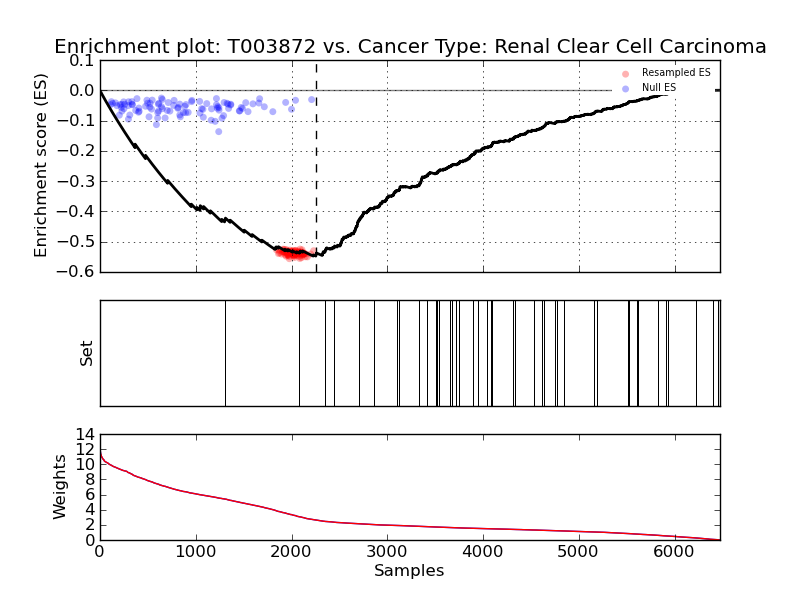 Enrichment plot: T003872 vs. Cancer Type: Renal Clear Cell Carcinoma
Enrichment score (ES)
0.1
0.0
−0.1
−0.2
−0.3
−0.4
−0.5
−0.6
Resampled ES
Null ES
Set
Weights
14
12
10
8
6
4
2
0
0 1000 2000 3000 4000 5000 6000
Samples